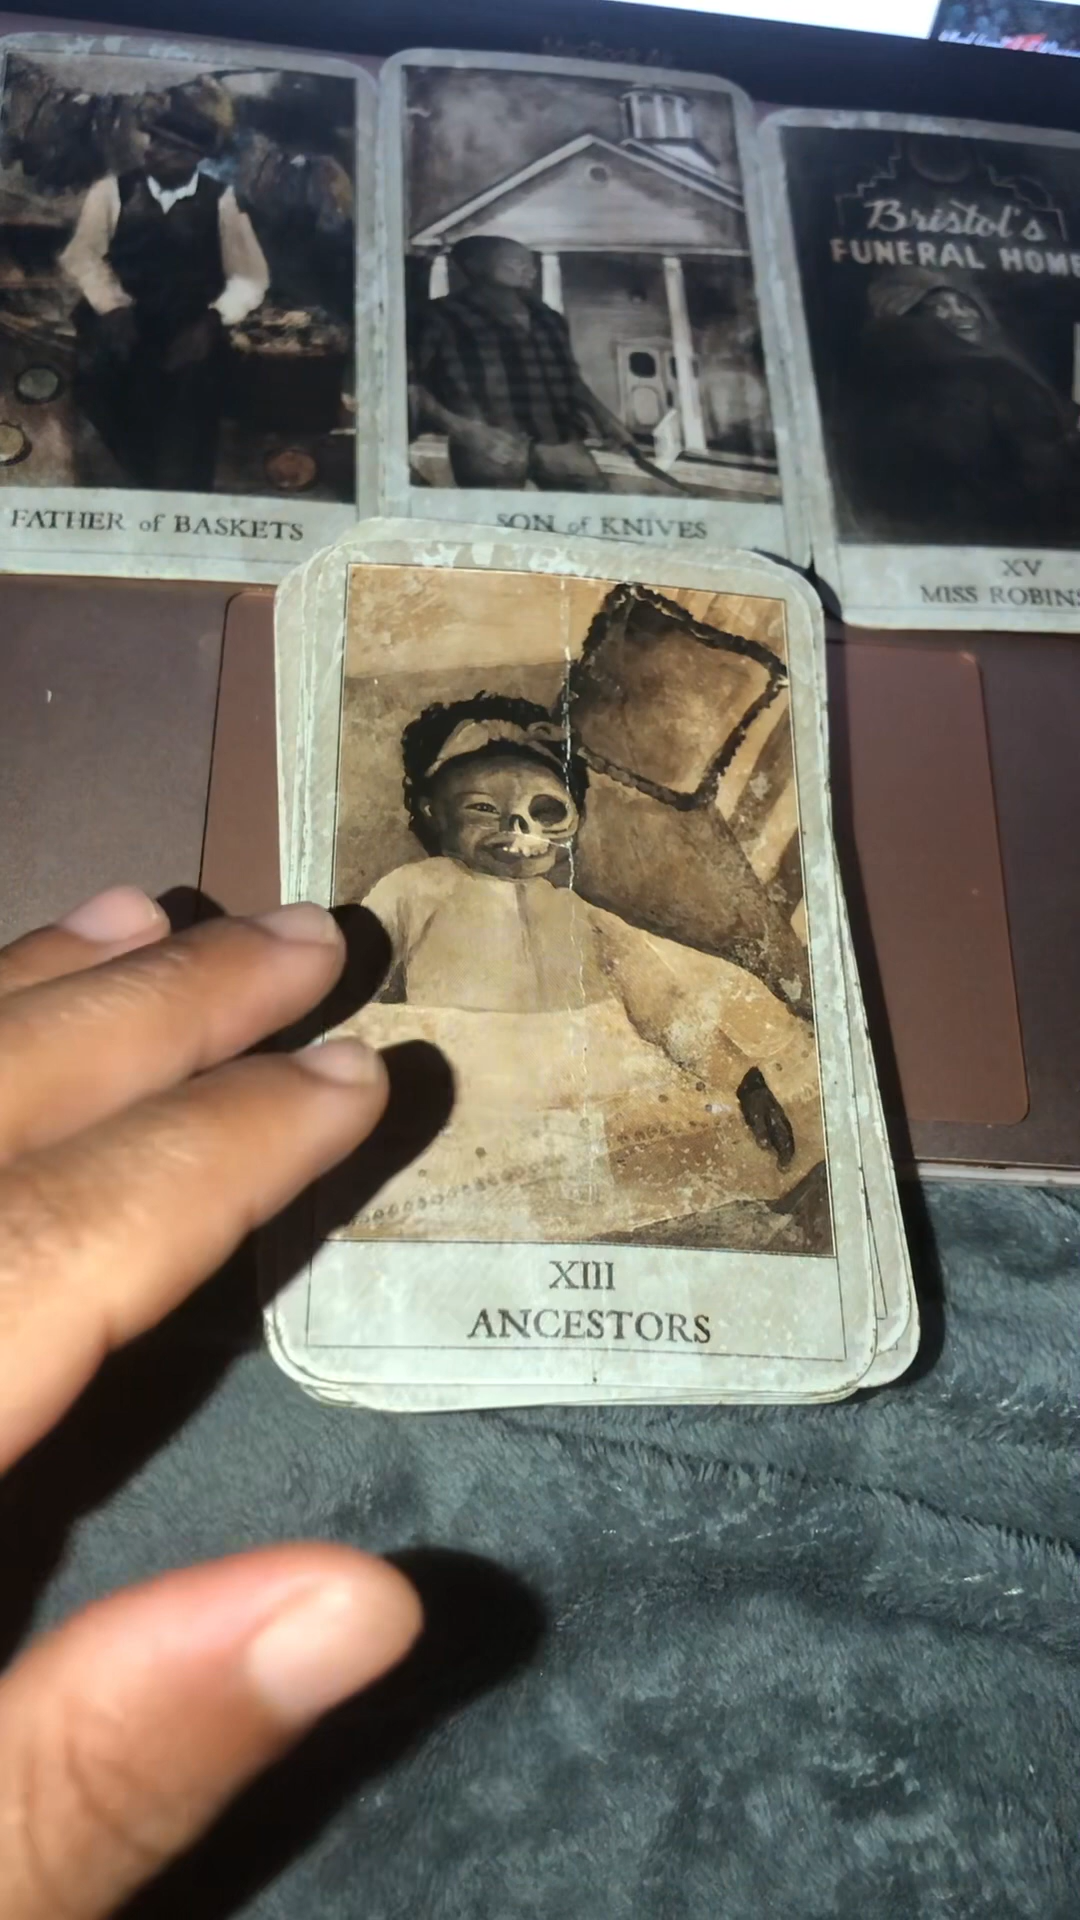 Bristol's
FUNERAL HOME
FATHER of BASKETS
SON of KNIVES
XV
MISS ROBINS
XIII
ANCESTORS